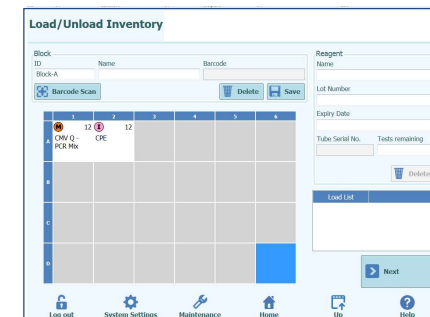 Load/Unload Inventory
Block
ID Name Barcode
Block-A
Barcode Scan Delete Save
1 2 3 4 5 6
A M 12 I 12
CMV Q - CPE
PCR Mix
B
C
D
Reagent
Name
Lot Number
Expiry Date
Tube Serial No. Tests remaining
Delete
Load List
Next
Log out System Settings Maintenance Home Up Help